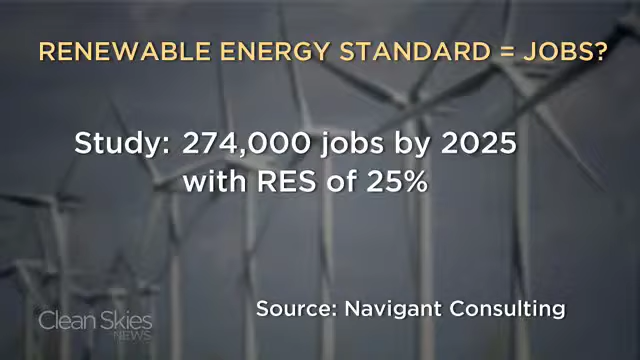 RENEWABLE ENERGY STANDARD = JOBS?
Study: 274,000 jobs by 2025
with RES of 25%
Source: Navigant Consulting
Clean Skies
NEWS